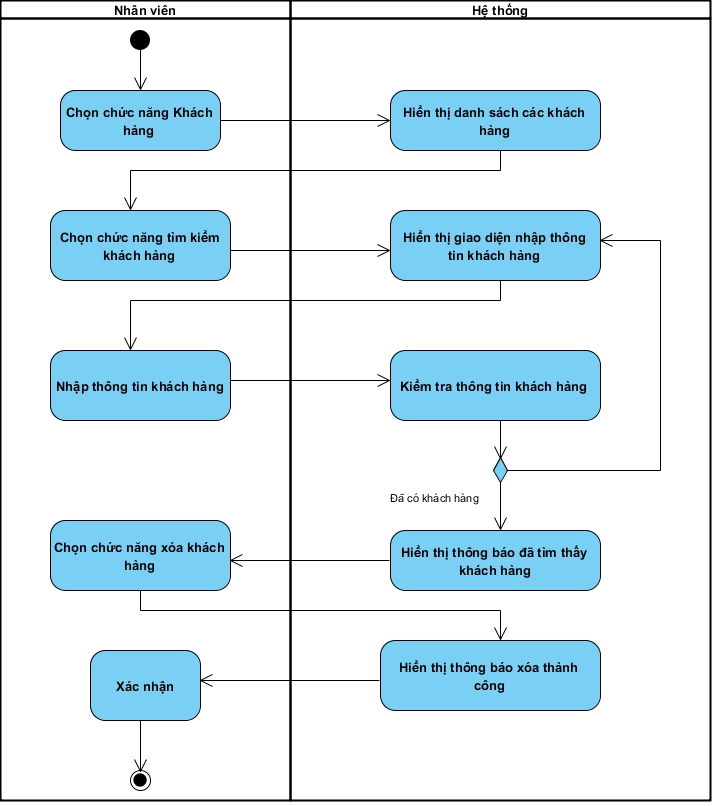 Nhân viên
Hệ thống
Chọn chức năng Khách
hàng
Hiển thị danh sách các khách
hàng
Chọn chức năng tìm kiếm
khách hàng
Hiển thị giao diện nhập thông
tin khách hàng
Nhập thông tin khách hàng
Kiểm tra thông tin khách hàng
Đã có khách hàng
Chọn chức năng xóa khách
hàng
Hiển thị thông báo đã tìm thấy
khách hàng
Hiển thị thông báo xóa thành
công
Xác nhận